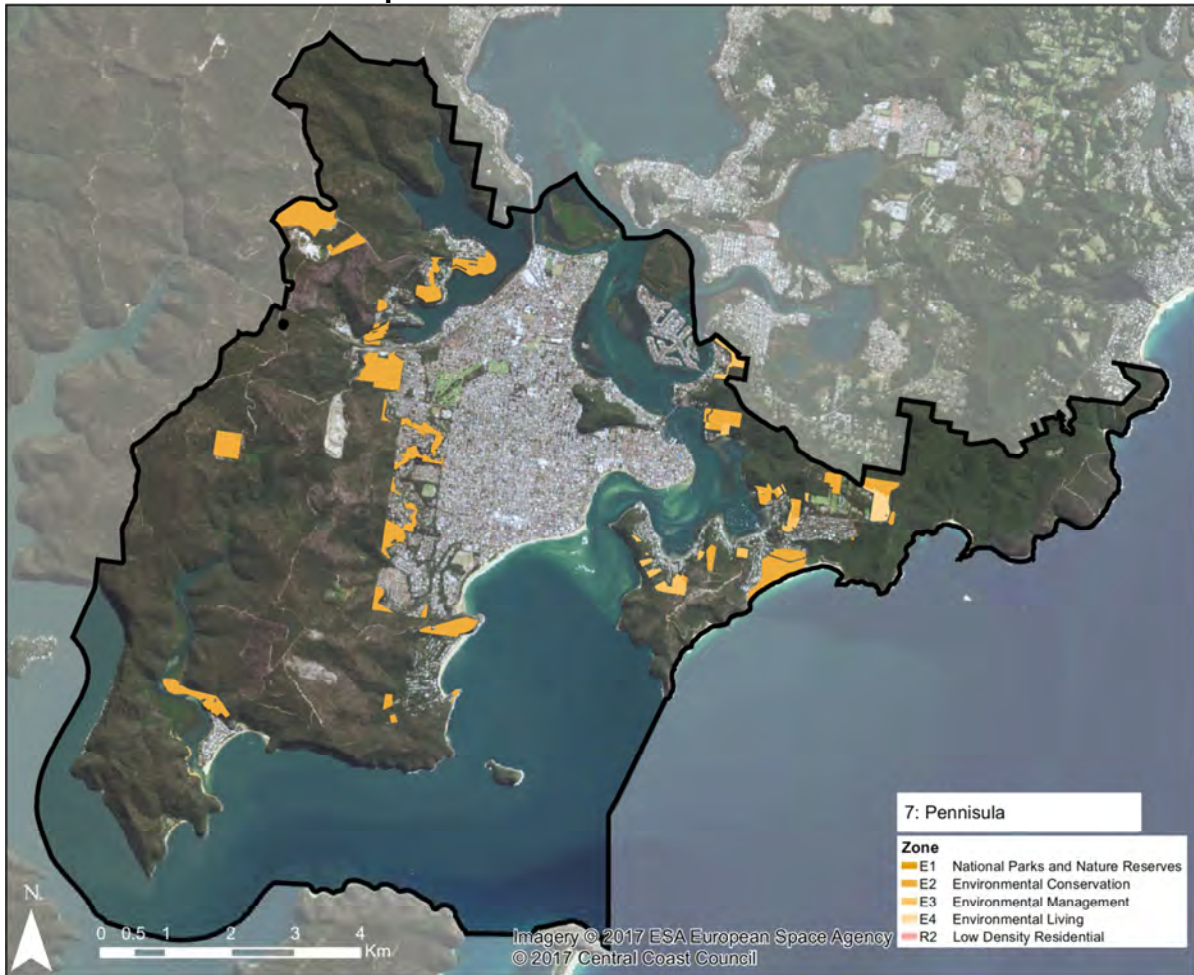 7: Pennisula
Zone
E1 National Parks and Nature Reserves
E2 Environmental Conservation
E3 Environmental Management
E4 Environmental Living
R2 Low Density Residential
N
0 0.5 1 2 3 4
Km
Imagery © 2017 ESA European Space Agency
© 2017 Central Coast Council